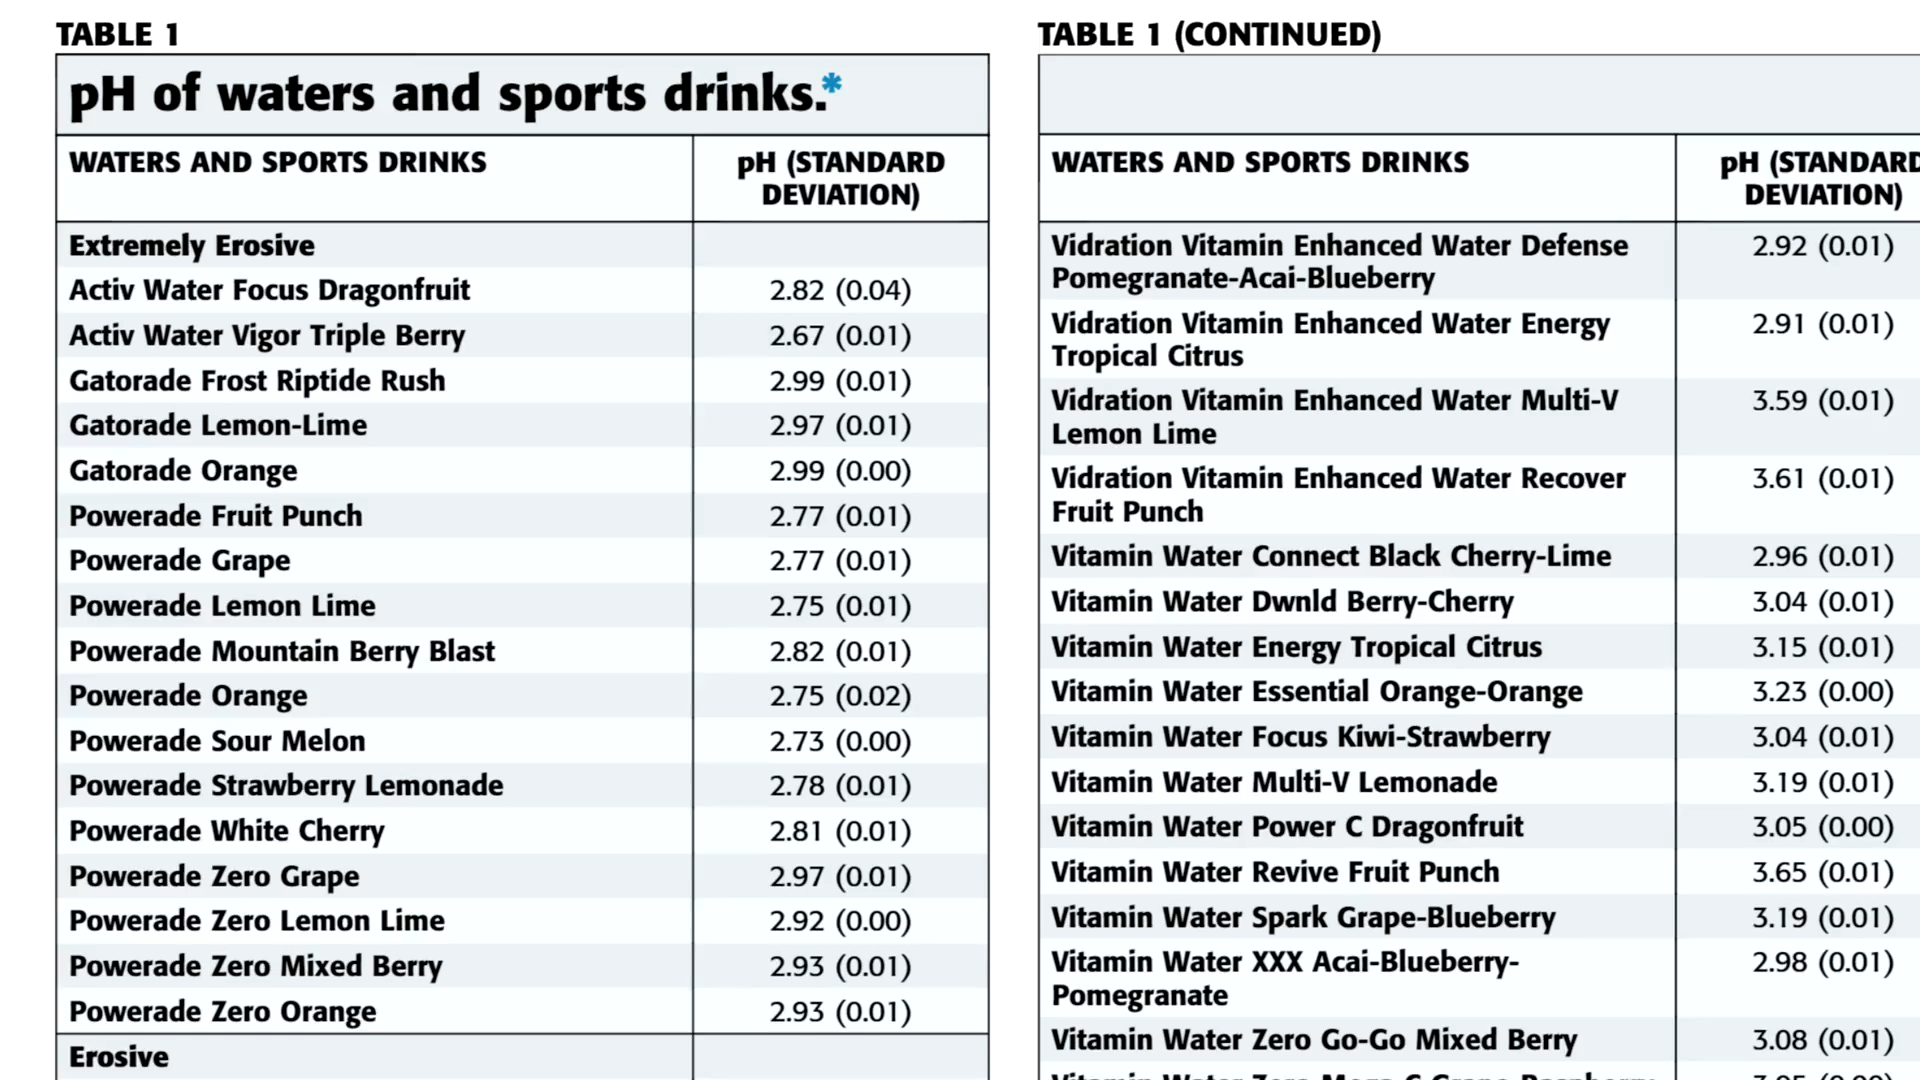 TABLE 1
pH of waters and sports drinks.*
WATERS AND SPORTS DRINKS pH (STANDARD
DEVIATION)
Extremely Erosive
Activ Water Focus Dragonfruit 2.82 (0.04)
Activ Water Vigor Triple Berry 2.67 (0.01)
Gatorade Frost Riptide Rush 2.99 (0.01)
Gatorade Lemon-Lime 2.97 (0.01)
Gatorade Orange 2.99 (0.00)
Powerade Fruit Punch 2.77 (0.01)
Powerade Grape 2.77 (0.01)
Powerade Lemon Lime 2.75 (0.01)
Powerade Mountain Berry Blast 2.82 (0.01)
Powerade Orange 2.75 (0.02)
Powerade Sour Melon 2.73 (0.00)
Powerade Strawberry Lemonade 2.78 (0.01)
Powerade White Cherry 2.81 (0.01)
Powerade Zero Grape 2.97 (0.01)
Powerade Zero Lemon Lime 2.92 (0.00)
Powerade Zero Mixed Berry 2.93 (0.01)
Powerade Zero Orange 2.93 (0.01)
Erosive
TABLE 1 (CONTINUED)
WATERS AND SPORTS DRINKS pH (STANDARD
DEVIATION)
Vidration Vitamin Enhanced Water Defense 2.92 (0.01)
Pomegranate-Acai-Blueberry
Vidration Vitamin Enhanced Water Energy 2.91 (0.01)
Tropical Citrus
Vidration Vitamin Enhanced Water Multi-V 3.59 (0.01)
Lemon Lime
Vidration Vitamin Enhanced Water Recover 3.61 (0.01)
Fruit Punch
Vitamin Water Connect Black Cherry-Lime 2.96 (0.01)
Vitamin Water Dwnld Berry-Cherry 3.04 (0.01)
Vitamin Water Energy Tropical Citrus 3.15 (0.01)
Vitamin Water Essential Orange-Orange 3.23 (0.00)
Vitamin Water Focus Kiwi-Strawberry 3.04 (0.01)
Vitamin Water Multi-V Lemonade 3.19 (0.01)
Vitamin Water Power C Dragonfruit 3.05 (0.00)
Vitamin Water Revive Fruit Punch 3.65 (0.01)
Vitamin Water Spark Grape-Blueberry 3.19 (0.01)
Vitamin Water XXX Acai-Blueberry- 2.98 (0.01)
Pomegranate
Vitamin Water Zero Go-Go Mixed Berry 3.08 (0.01)